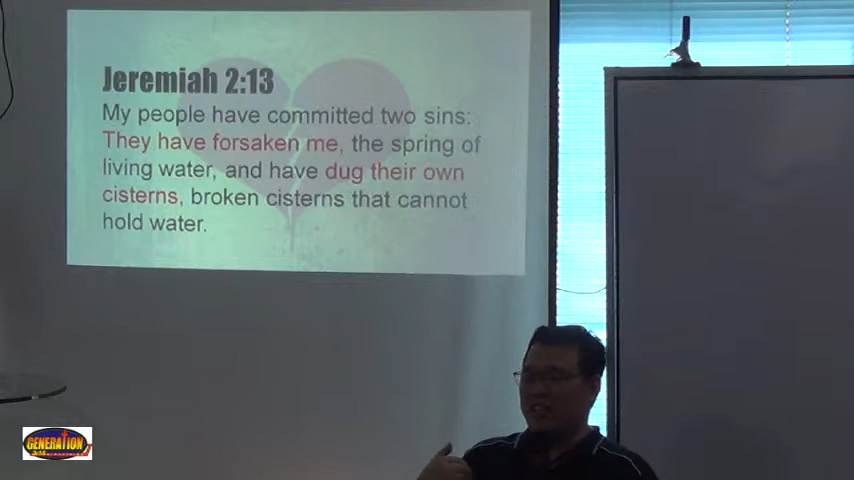 Jeremiah 2:13
My people have committed two sins:
They have forsaken me, the spring of
living water, and have dug their own
cisterns, broken cisterns that cannot
hold water.
GENERATION